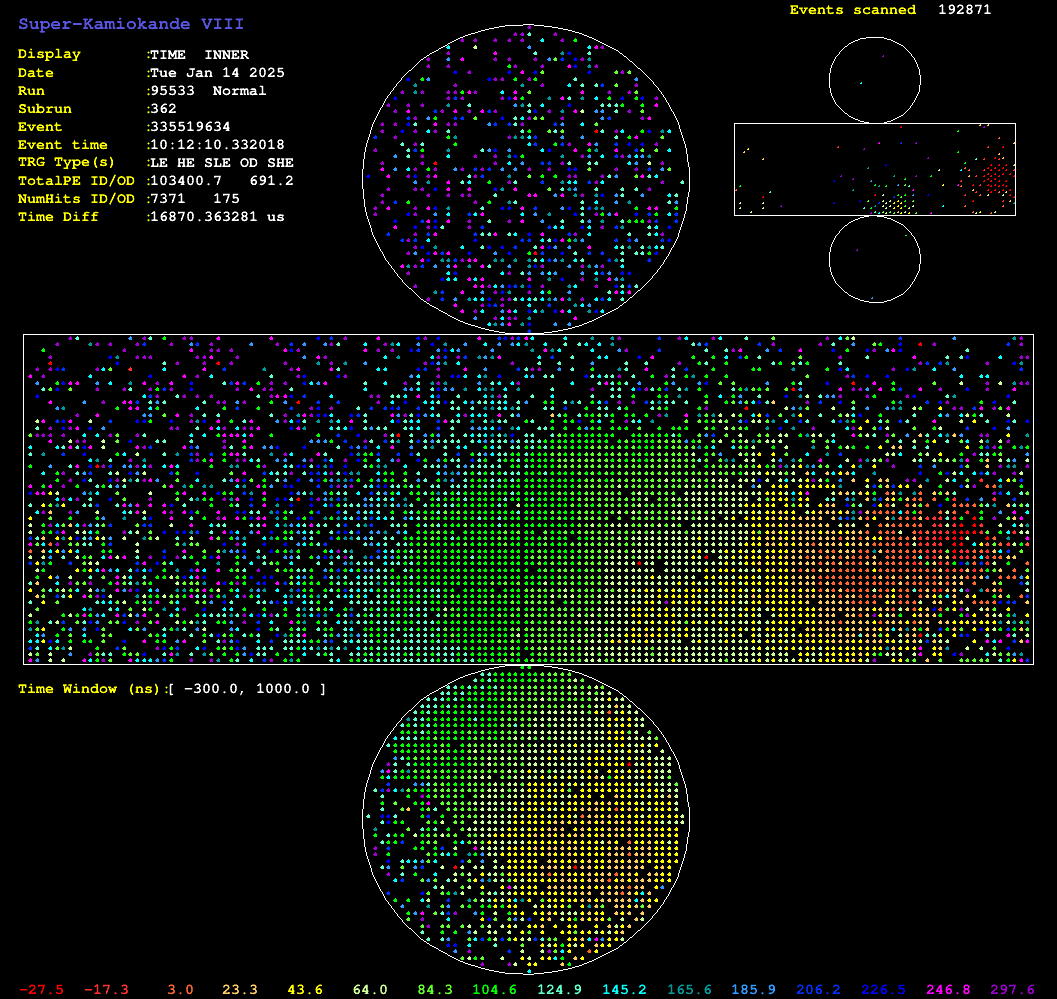 Super-Kamiokande VIII
Events scanned 192871
Display :TIME INNER
Date :Tue Jan 14 2025
Run :95533 Normal
Subrun :362
Event :335519634
Event time :10:12:10.332018
TRG Type(s) :LE HE SLE OD SHE
TotalPE ID/OD :103400.7 691.2
NumHits ID/OD :7371 175
Time Diff :16870.363281 us
Time Window (ns):[ -300.0, 1000.0 ]
-27.5 -17.3 3.0 23.3 43.6 64.0 84.3 104.6 124.9 145.2 165.6 185.9 206.2 226.5 246.8 297.6